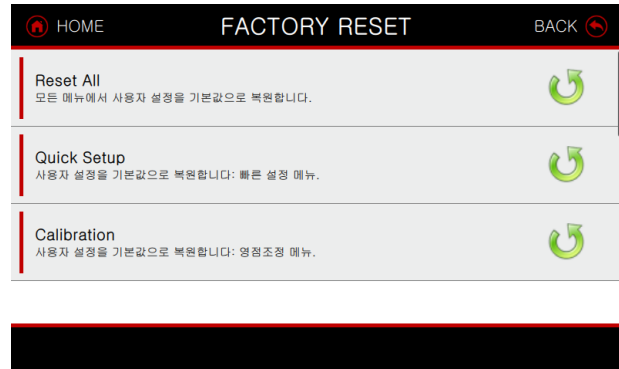 HOME
FACTORY RESET
BACK
Reset All
모든 메뉴에서 사용자 설정을 기본값으로 복원합니다.
Quick Setup
사용자 설정을 기본값으로 복원합니다: 빠른 설정 메뉴.
Calibration
사용자 설정을 기본값으로 복원합니다: 영점조정 메뉴.